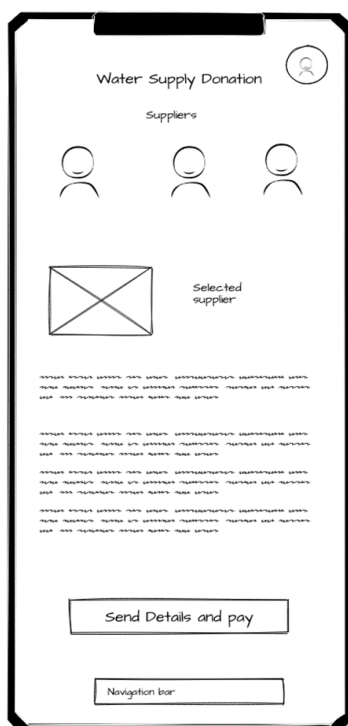 Water Supply Donation
Suppliers
Selected
supplier
Send Details and pay
Navigation bar